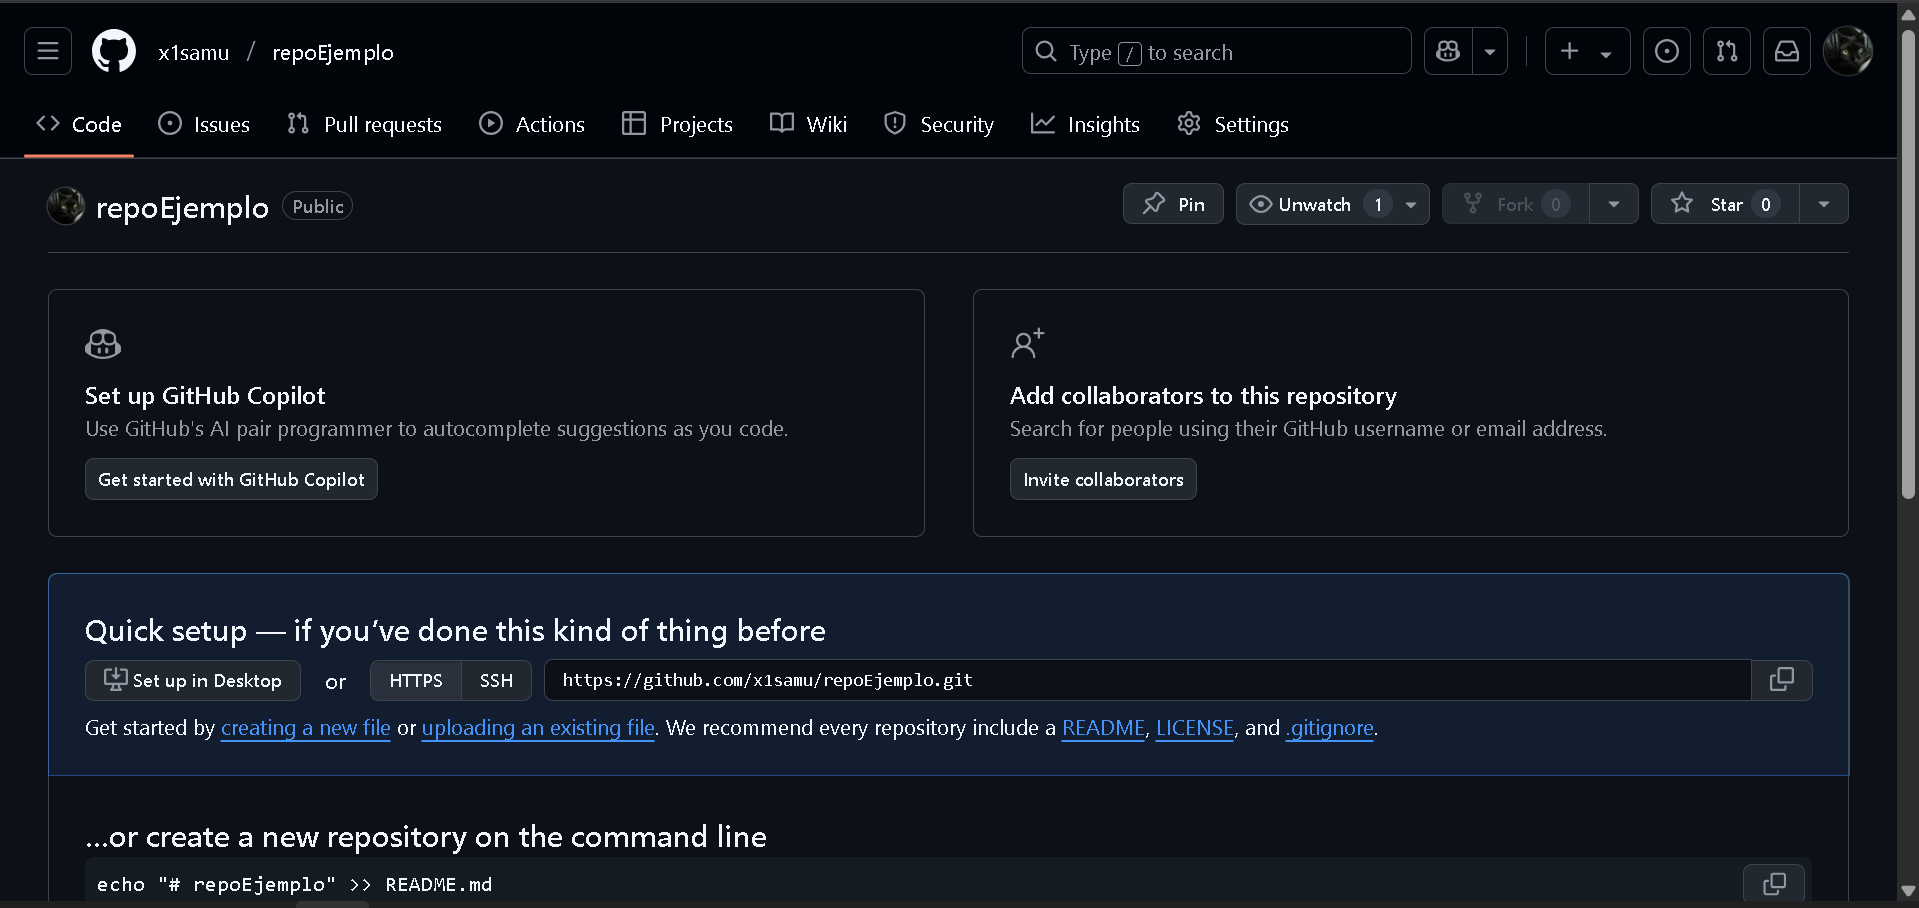 x1samu / repoEjemplo
Type / to search
Code Issues Pull requests Actions Projects Wiki Security Insights Settings
repoEjemplo Public
Pin Unwatch 1 Fork 0 Star 0
Set up GitHub Copilot
Use GitHub's AI pair programmer to autocomplete suggestions as you code.
Get started with GitHub Copilot
Add collaborators to this repository
Search for people using their GitHub username or email address.
Invite collaborators
Quick setup — if you’ve done this kind of thing before
Set up in Desktop or HTTPS SSH https://github.com/x1samu/repoEjemplo.git
Get started by creating a new file or uploading an existing file. We recommend every repository include a README, LICENSE, and .gitignore.
…or create a new repository on the command line
echo "# repoEjemplo" >> README.md